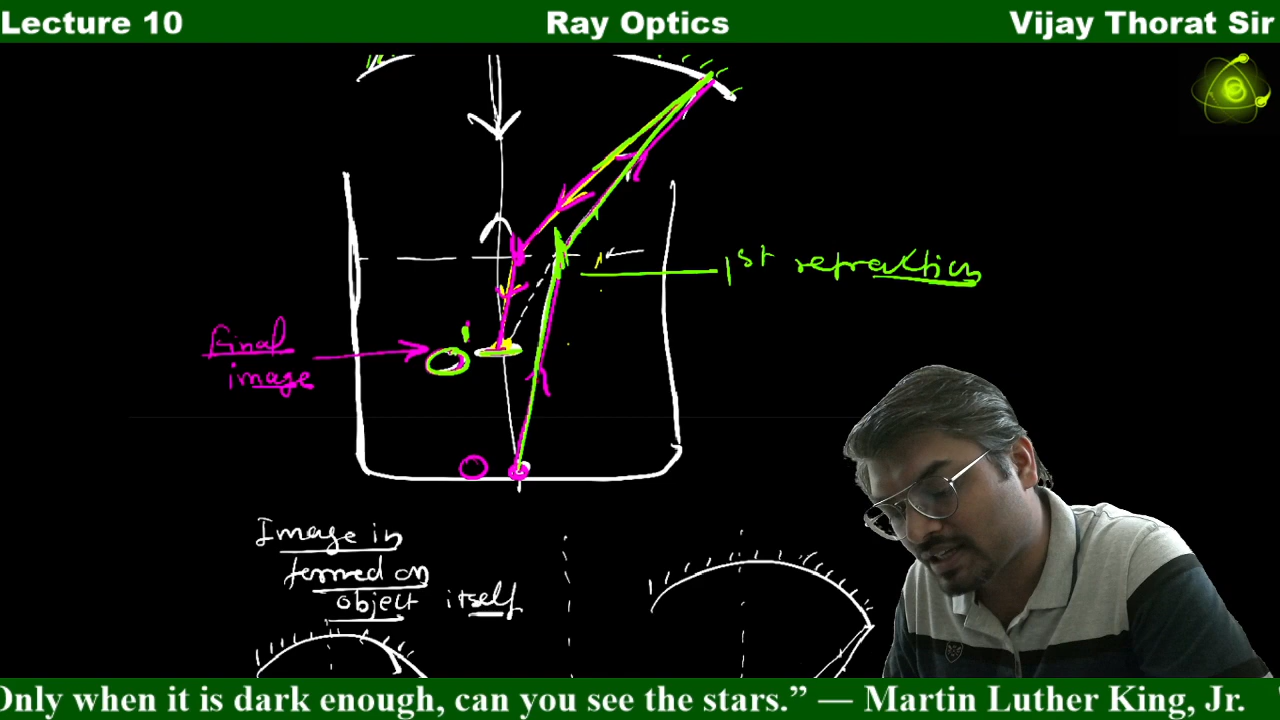 Lecture 10 Ray Optics Vijay Thorat Sir
1st refraction
Final
image
O'
O
Image in
formed on
object itself
Only when it is dark enough, can you see the stars.” — Martin Luther King, Jr.